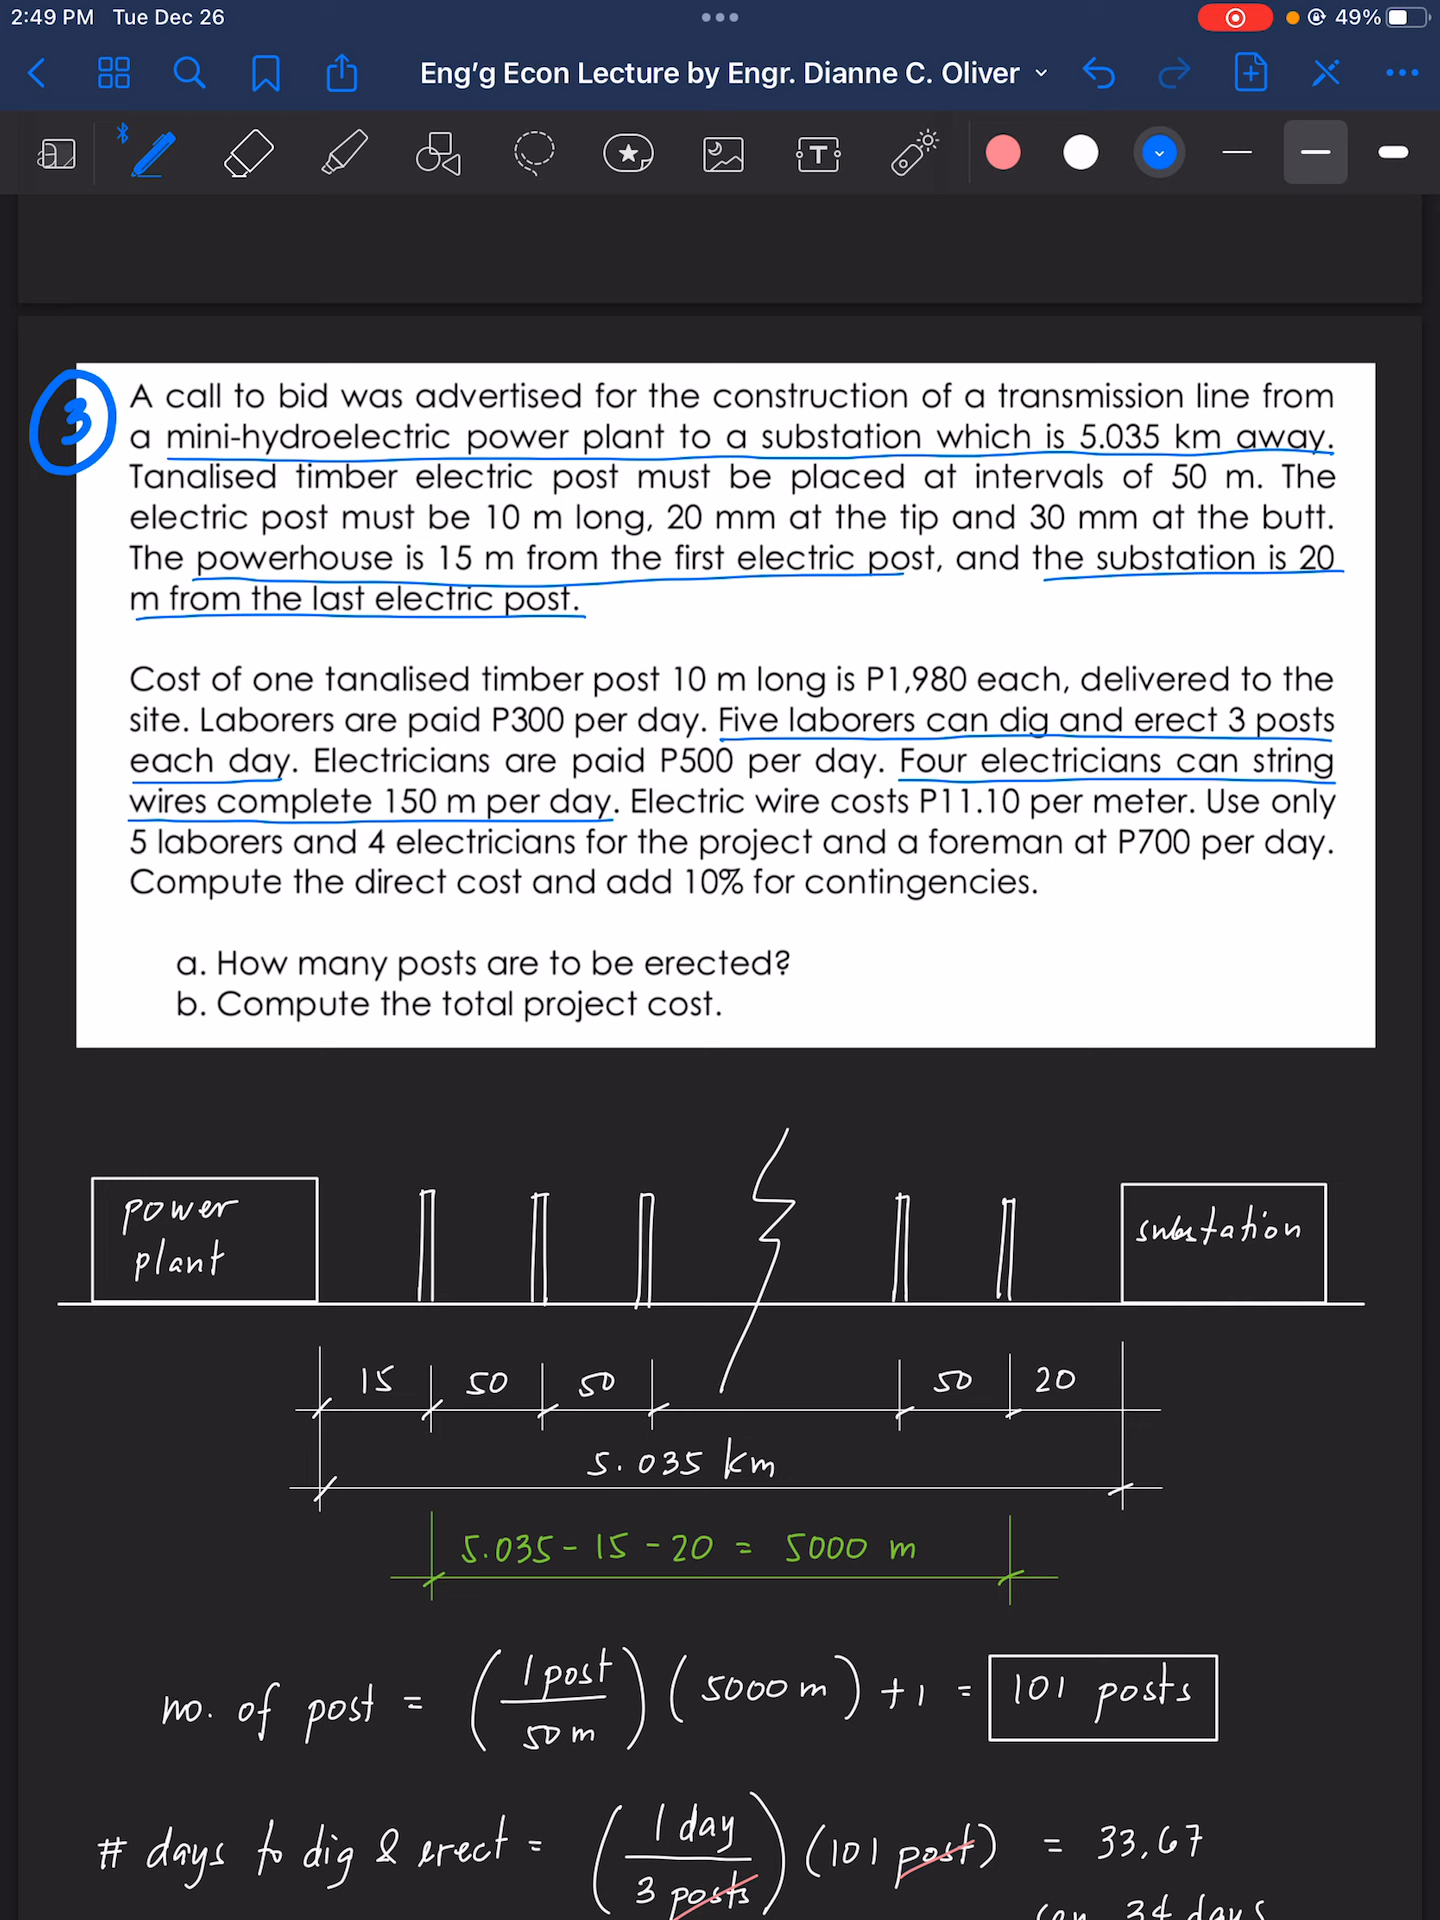 2:49 PM Tue Dec 26
49%
Eng'g Econ Lecture by Engr. Dianne C. Oliver
3
A call to bid was advertised for the construction of a transmission line from
a mini-hydroelectric power plant to a substation which is 5.035 km away.
Tanalised timber electric post must be placed at intervals of 50 m. The
electric post must be 10 m long, 20 mm at the tip and 30 mm at the butt.
The powerhouse is 15 m from the first electric post, and the substation is 20
m from the last electric post.
Cost of one tanalised timber post 10 m long is P1,980 each, delivered to the
site. Laborers are paid P300 per day. Five laborers can dig and erect 3 posts
each day. Electricians are paid P500 per day. Four electricians can string
wires complete 150 m per day. Electric wire costs P11.10 per meter. Use only
5 laborers and 4 electricians for the project and a foreman at P700 per day.
Compute the direct cost and add 10% for contingencies.
a. How many posts are to be erected?
b. Compute the total project cost.
power
plant
substation
15 50 50 50 20
5.035 km
5.035 - 15 - 20 = 5000 m
no. of post = (1 post / 50 m) (5000 m) + 1 = 101 posts
# days to dig & erect = (1 day / 3 posts) (101 post) = 33.67
34 days